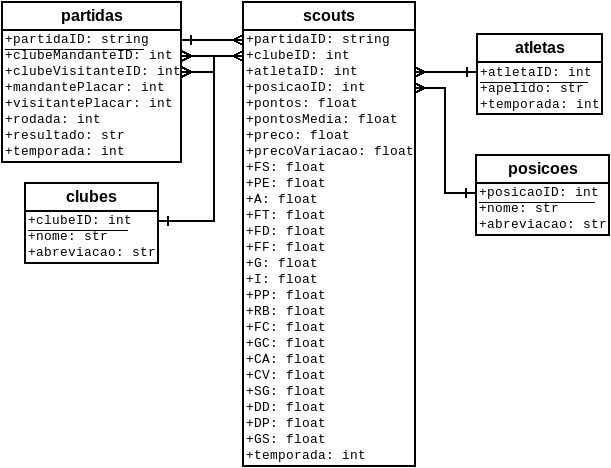 partidas
+partidaID: string
+clubeMandanteID: int
+clubeVisitanteID: int
+mandantePlacar: int
+visitantePlacar: int
+rodada: int
+resultado: str
+temporada: int
clubes
+clubeID: int
+nome: str
+abreviacao: str
scouts
+partidaID: string
+clubeID: int
+atletaID: int
+posicaoID: int
+pontos: float
+pontosMedia: float
+preco: float
+precoVariacao: float
+FS: float
+PE: float
+A: float
+FT: float
+FD: float
+FF: float
+G: float
+I: float
+PP: float
+RB: float
+FC: float
+GC: float
+CA: float
+CV: float
+SG: float
+DD: float
+DP: float
+GS: float
+temporada: int
atletas
+atletaID: int
+apelido: str
+temporada: int
posicoes
+posicaoID: int
+nome: str
+abreviacao: str